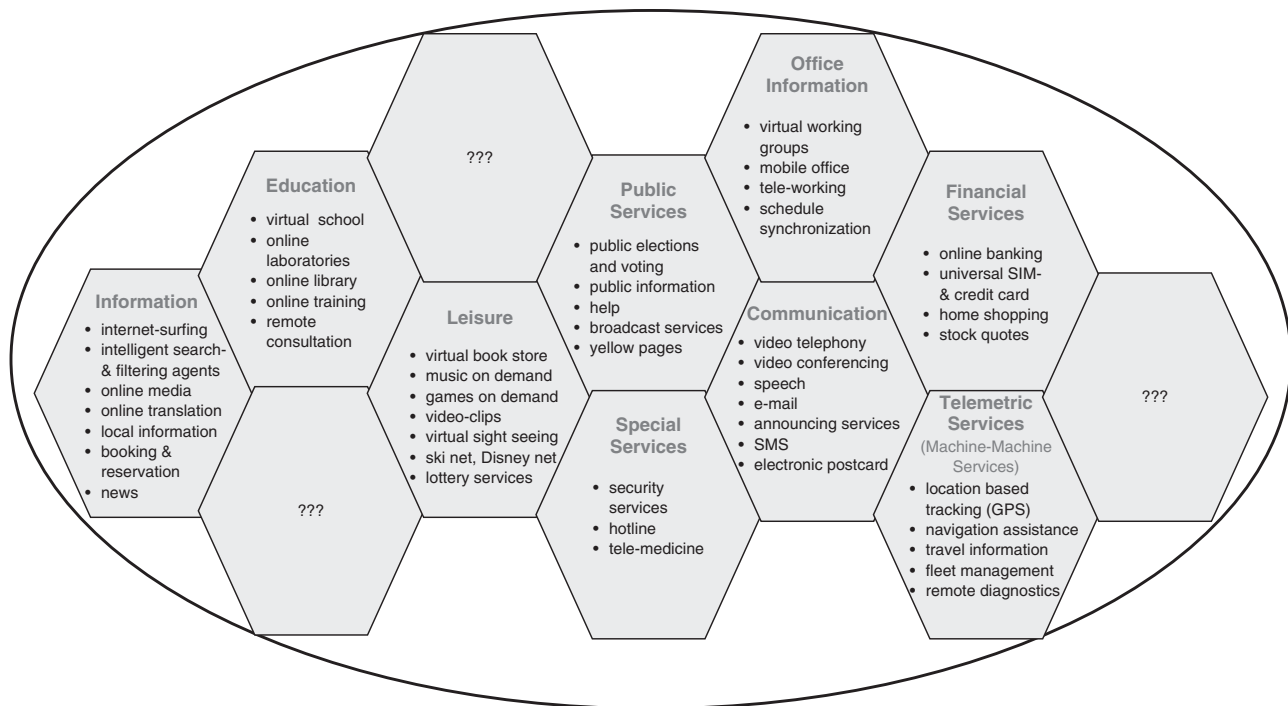 ???
Office
Information
• virtual working
groups
• mobile office
• tele-working
• schedule
synchronization
Education
• virtual school
• online
laboratories
• online library
• online training
• remote
consultation
Public
Services
• public elections
and voting
• public information
• help
• broadcast services
• yellow pages
Financial
Services
• online banking
• universal SIM-
& credit card
• home shopping
• stock quotes
Information
• internet-surfing
• intelligent search-
& filtering agents
• online media
• online translation
• local information
• booking &
reservation
• news
Leisure
• virtual book store
• music on demand
• games on demand
• video-clips
• virtual sight seeing
• ski net, Disney net
• lottery services
Communication
• video telephony
• video conferencing
• speech
• e-mail
• announcing services
• SMS
• electronic postcard
???
???
Special
Services
• security
services
• hotline
• tele-medicine
Telemetric
Services
(Machine-Machine
Services)
• location based
tracking (GPS)
• navigation assistance
• travel information
• fleet management
• remote diagnostics